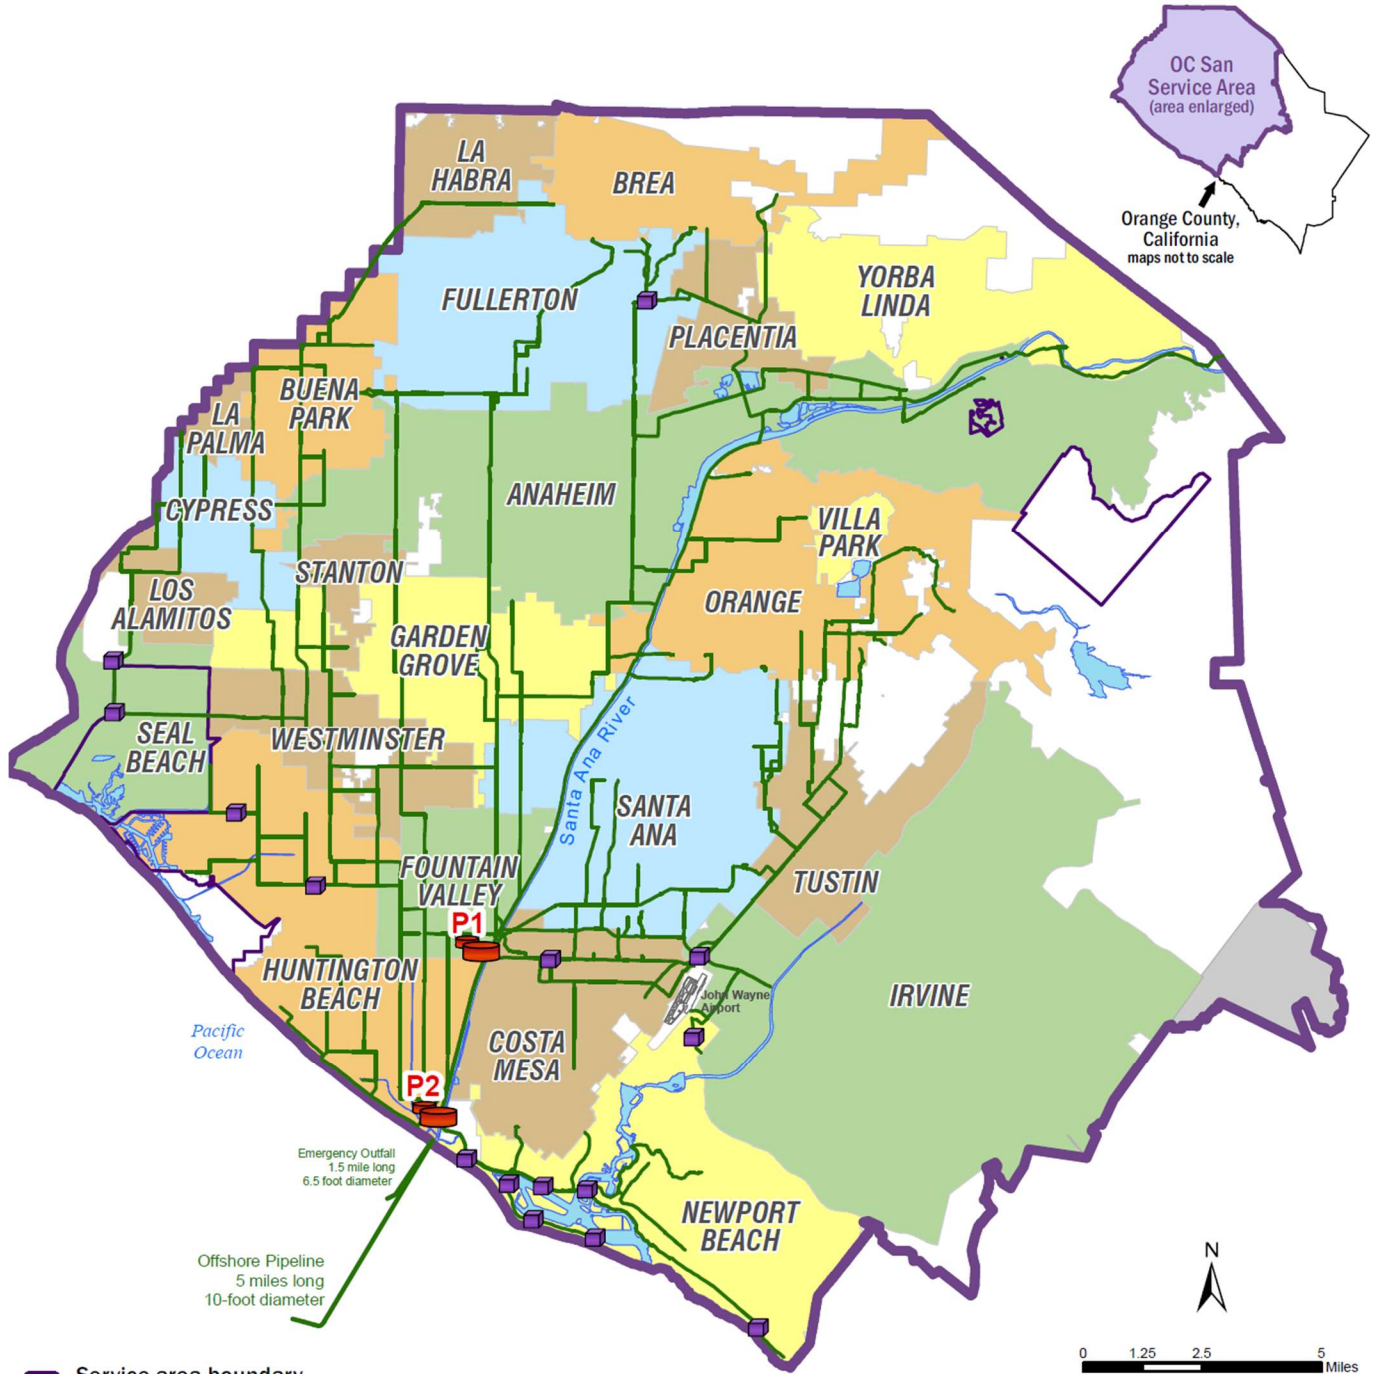 OC San
Service Area
(area enlarged)
Orange County,
California
maps not to scale
LA
HABRA
BREA
YORBA
LINDA
FULLERTON
PLACENTIA
BUENA
PARK
LA
PALMA
CYPRESS
ANAHEIM
VILLA
PARK
STANTON
LOS
ALAMITOS
ORANGE
GARDEN
GROVE
SEAL
BEACH
WESTMINSTER
Santa Ana River
SANTA
ANA
FOUNTAIN
VALLEY
TUSTIN
P1
HUNTINGTON
BEACH
John Wayne
Airport
IRVINE
Pacific
Ocean
COSTA
MESA
P2
Emergency Outfall
1.5 mile long
6.5 foot diameter
NEWPORT
BEACH
Offshore Pipeline
5 miles long
10-foot diameter
N
0 1.25 2.5 5
Miles
Service area boundary